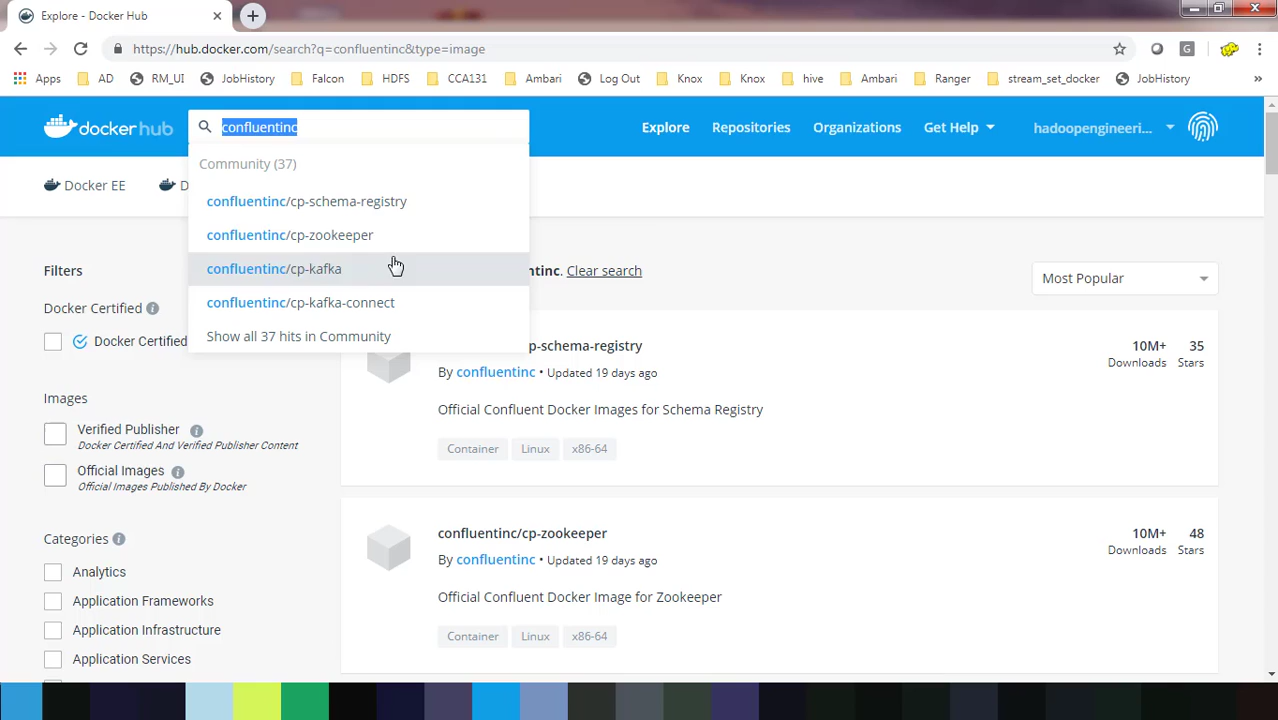 Explore - Docker Hub
https://hub.docker.com/search?q=confluentinc&type=image
G
Apps AD RM_UI JobHistory Falcon HDFS CCA131 Ambari Log Out Knox Knox hive Ambari Ranger stream_set_docker JobHistory »
docker hub confluentinc Explore Repositories Organizations Get Help hadoopengineeri...
Community (37)
Docker EE D
confluentinc/cp-schema-registry
confluentinc/cp-zookeeper
confluentinc/cp-kafka
confluentinc/cp-kafka-connect
Show all 37 hits in Community
Filters
Docker Certified
Docker Certified
Images
Verified Publisher
Docker Certified And Verified Publisher Content
Official Images
Official Images Published By Docker
Categories
Analytics
Application Frameworks
Application Infrastructure
Application Services
tinc. Clear search
Most Popular
p-schema-registry
By confluentinc • Updated 19 days ago
Official Confluent Docker Images for Schema Registry
Container Linux x86-64
10M+ 35
Downloads Stars
confluentinc/cp-zookeeper
By confluentinc • Updated 19 days ago
Official Confluent Docker Image for Zookeeper
Container Linux x86-64
10M+ 48
Downloads Stars